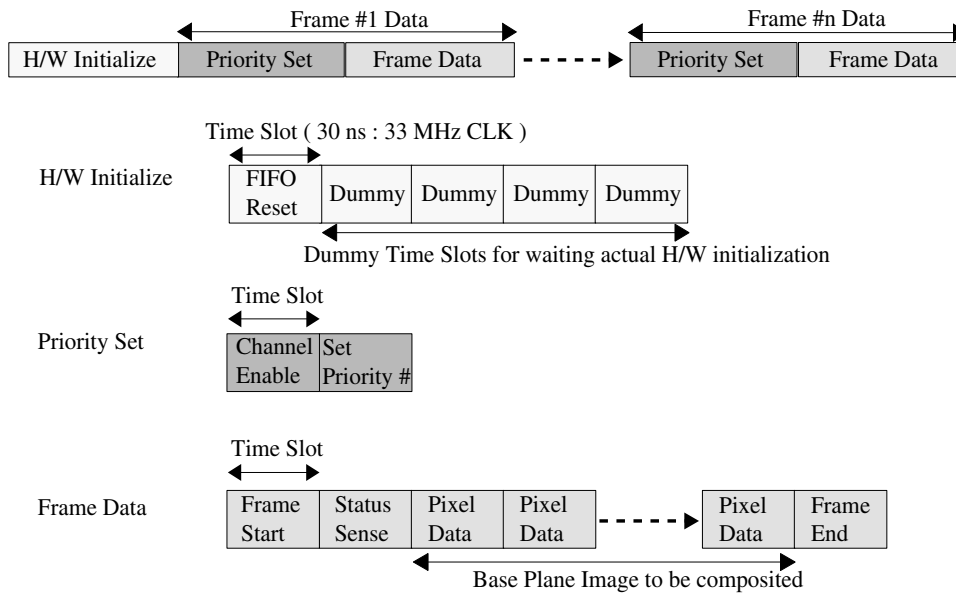 Frame #1 Data
Frame #n Data
H/W Initialize
Priority Set
Frame Data
Priority Set
Frame Data
Time Slot ( 30 ns : 33 MHz CLK )
H/W Initialize
FIFO
Reset
Dummy
Dummy
Dummy
Dummy
Dummy Time Slots for waiting actual H/W initialization
Time Slot
Priority Set
Channel
Enable
Set
Priority #
Time Slot
Frame Data
Frame
Start
Status
Sense
Pixel
Data
Pixel
Data
Pixel
Data
Frame
End
Base Plane Image to be composited